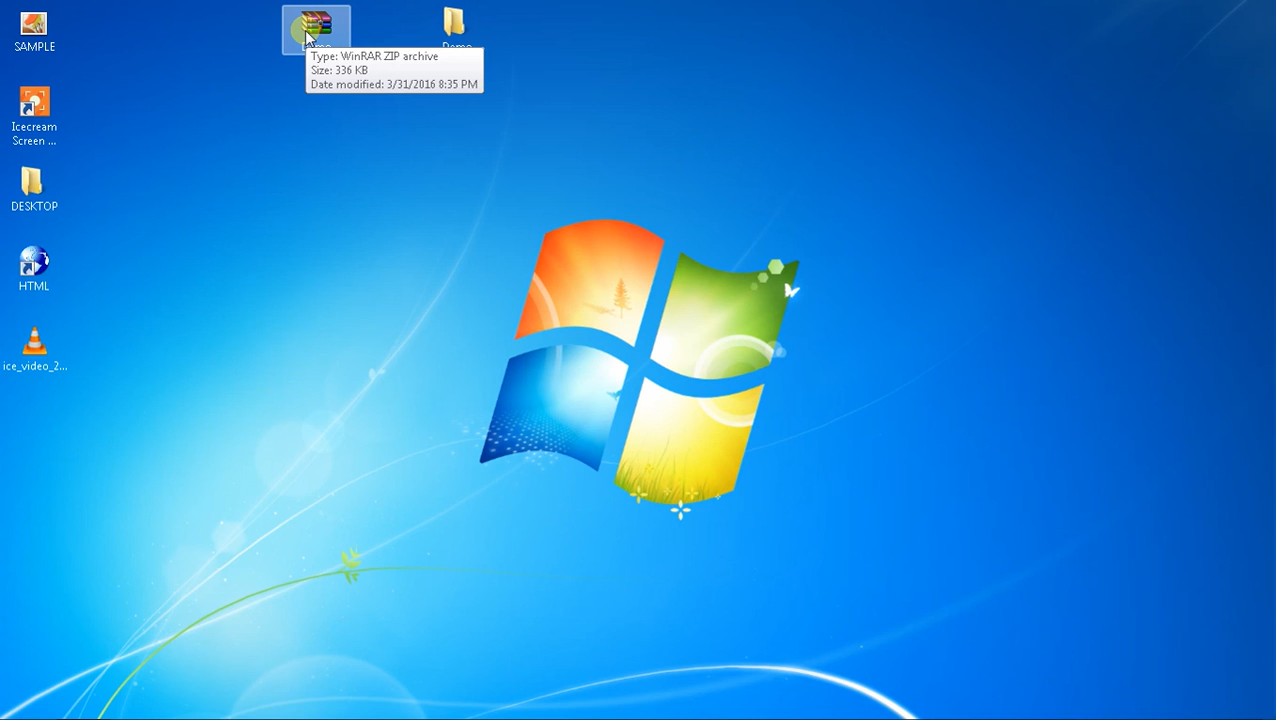 SAMPLE
Demo
Type: WinRAR ZIP archive
Size: 336 KB
Date modified: 3/31/2016 8:35 PM
Icecream
Screen ...
DESKTOP
HTML
ice_video_2...